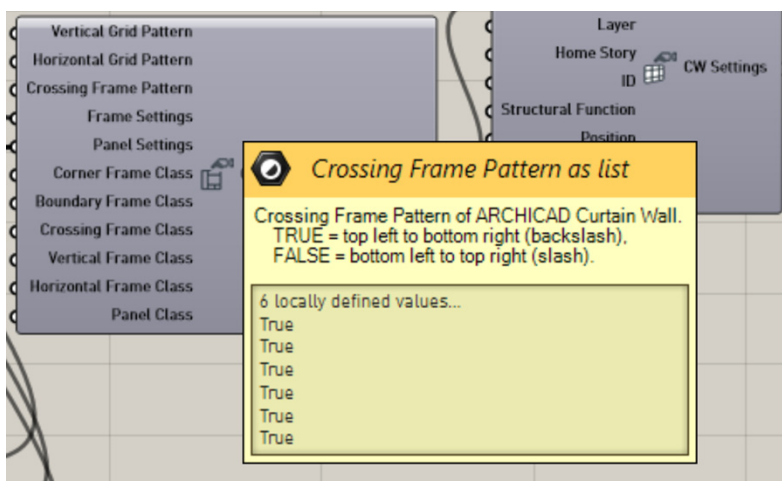 Vertical Grid Pattern
Horizontal Grid Pattern
Crossing Frame Pattern
Frame Settings
Panel Settings
Corner Frame Class
Boundary Frame Class
Crossing Frame Class
Vertical Frame Class
Horizontal Frame Class
Panel Class
Layer
Home Story
ID
Structural Function
Position
CW Settings
Crossing Frame Pattern as list
Crossing Frame Pattern of ARCHICAD Curtain Wall.
TRUE = top left to bottom right (backslash),
FALSE = bottom left to top right (slash).
6 locally defined values...
True
True
True
True
True
True